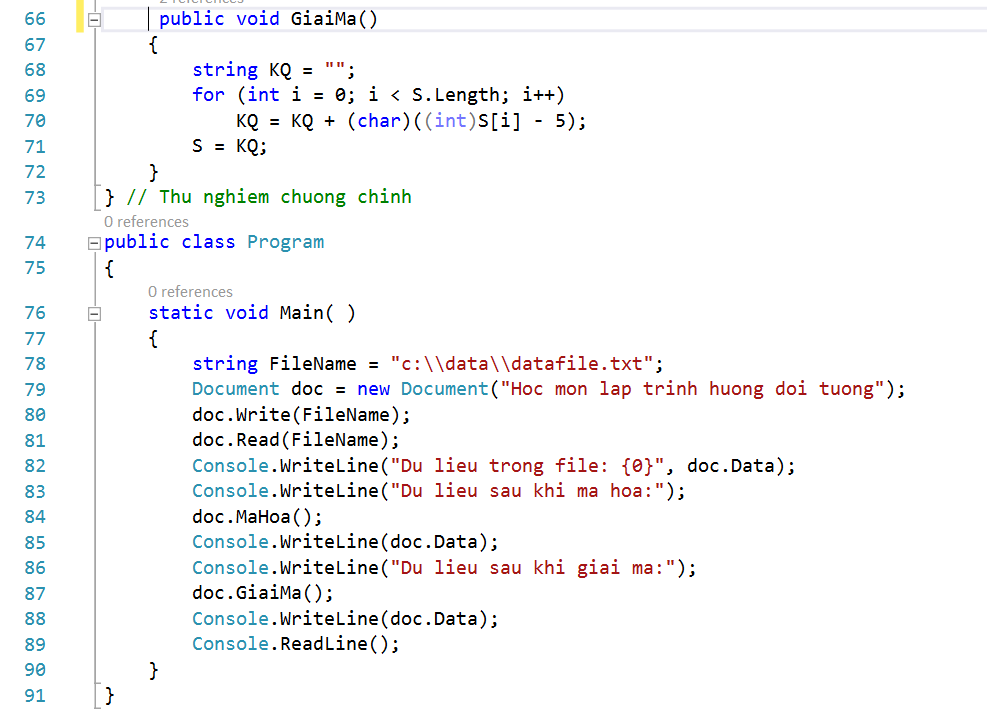 2 references
66 public void GiaiMa()
67 {
68 string KQ = "";
69 for (int i = 0; i < S.Length; i++)
70 KQ = KQ + (char)((int)S[i] - 5);
71 S = KQ;
72 }
73 } // Thu nghiem chuong chinh
0 references
74 public class Program
75 {
0 references
76 static void Main( )
77 {
78 string FileName = "c:\\data\\datafile.txt";
79 Document doc = new Document("Hoc mon lap trinh huong doi tuong");
80 doc.Write(FileName);
81 doc.Read(FileName);
82 Console.WriteLine("Du lieu trong file: {0}", doc.Data);
83 Console.WriteLine("Du lieu sau khi ma hoa:");
84 doc.MaHoa();
85 Console.WriteLine(doc.Data);
86 Console.WriteLine("Du lieu sau khi giai ma:");
87 doc.GiaiMa();
88 Console.WriteLine(doc.Data);
89 Console.ReadLine();
90 }
91 }